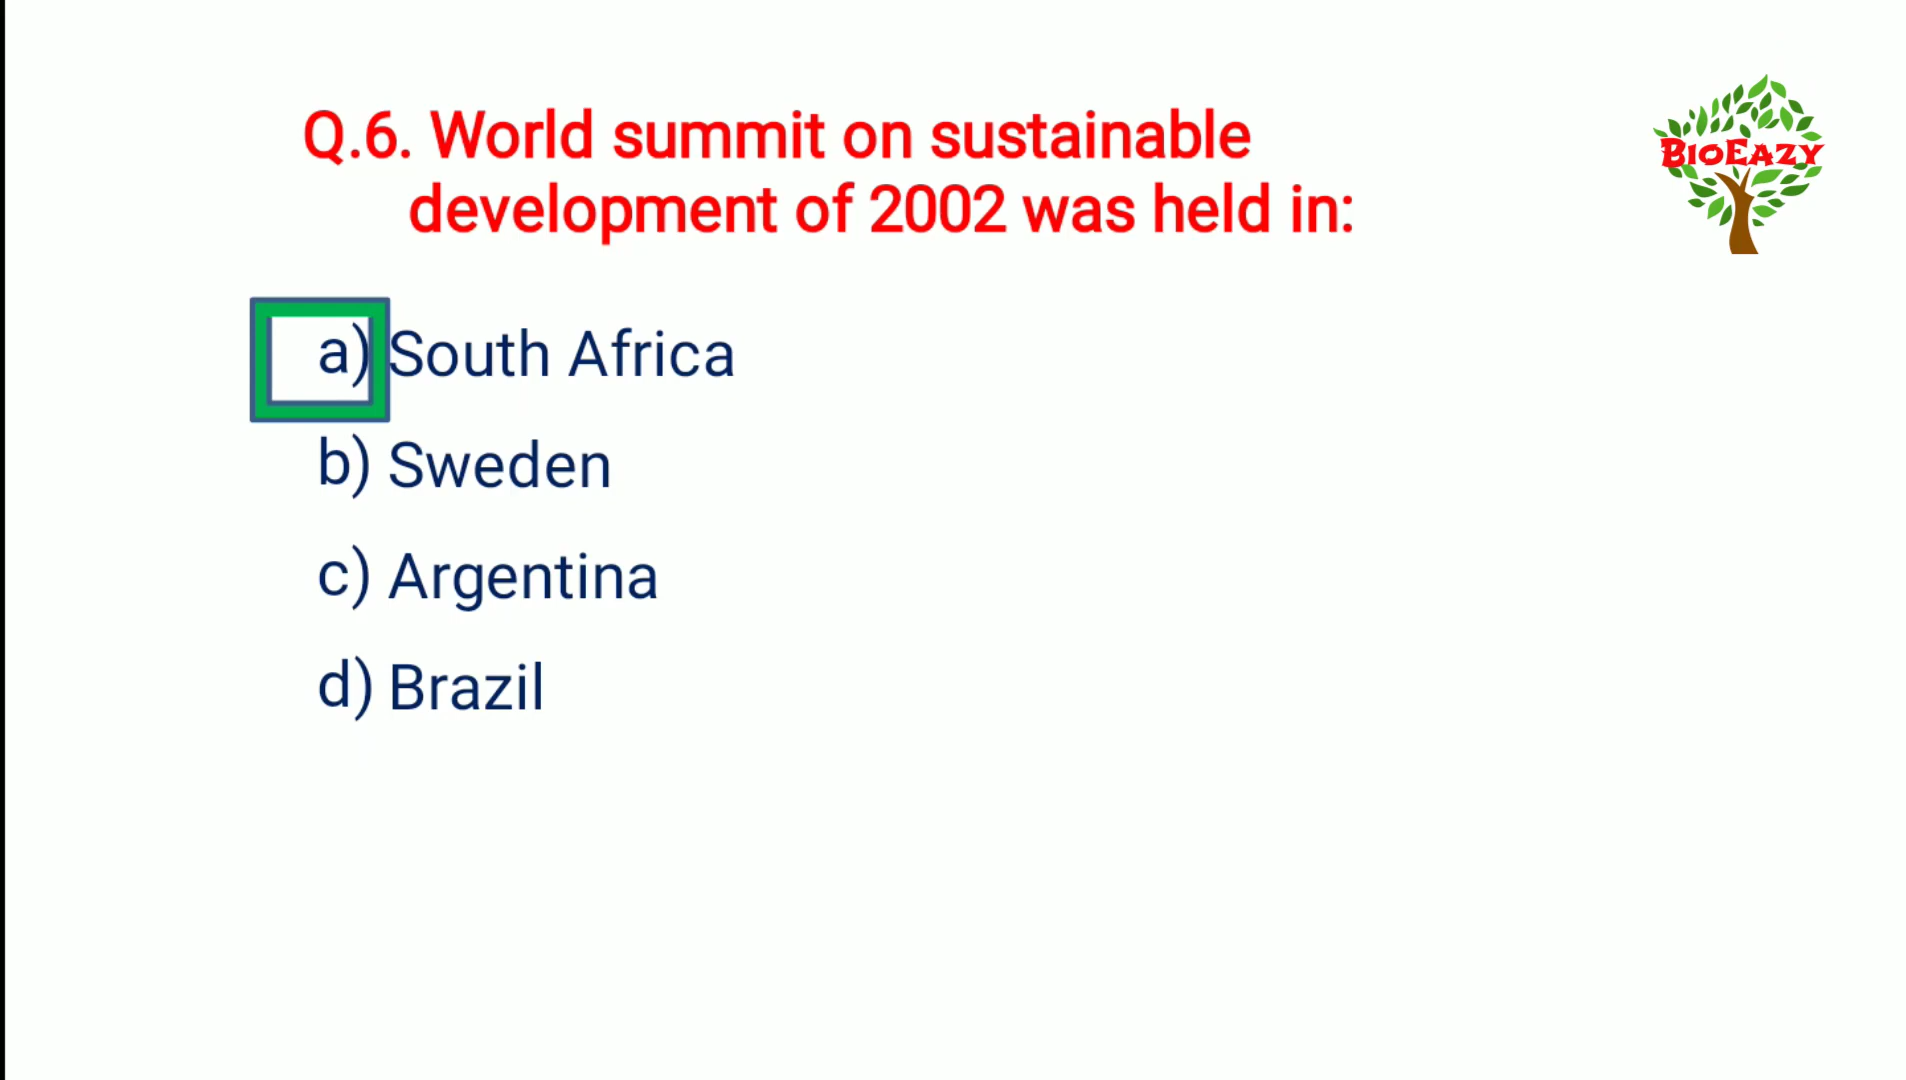 Q.6. World summit on sustainable
development of 2002 was held in:
BIOEAZY
a) South Africa
b) Sweden
c) Argentina
d) Brazil